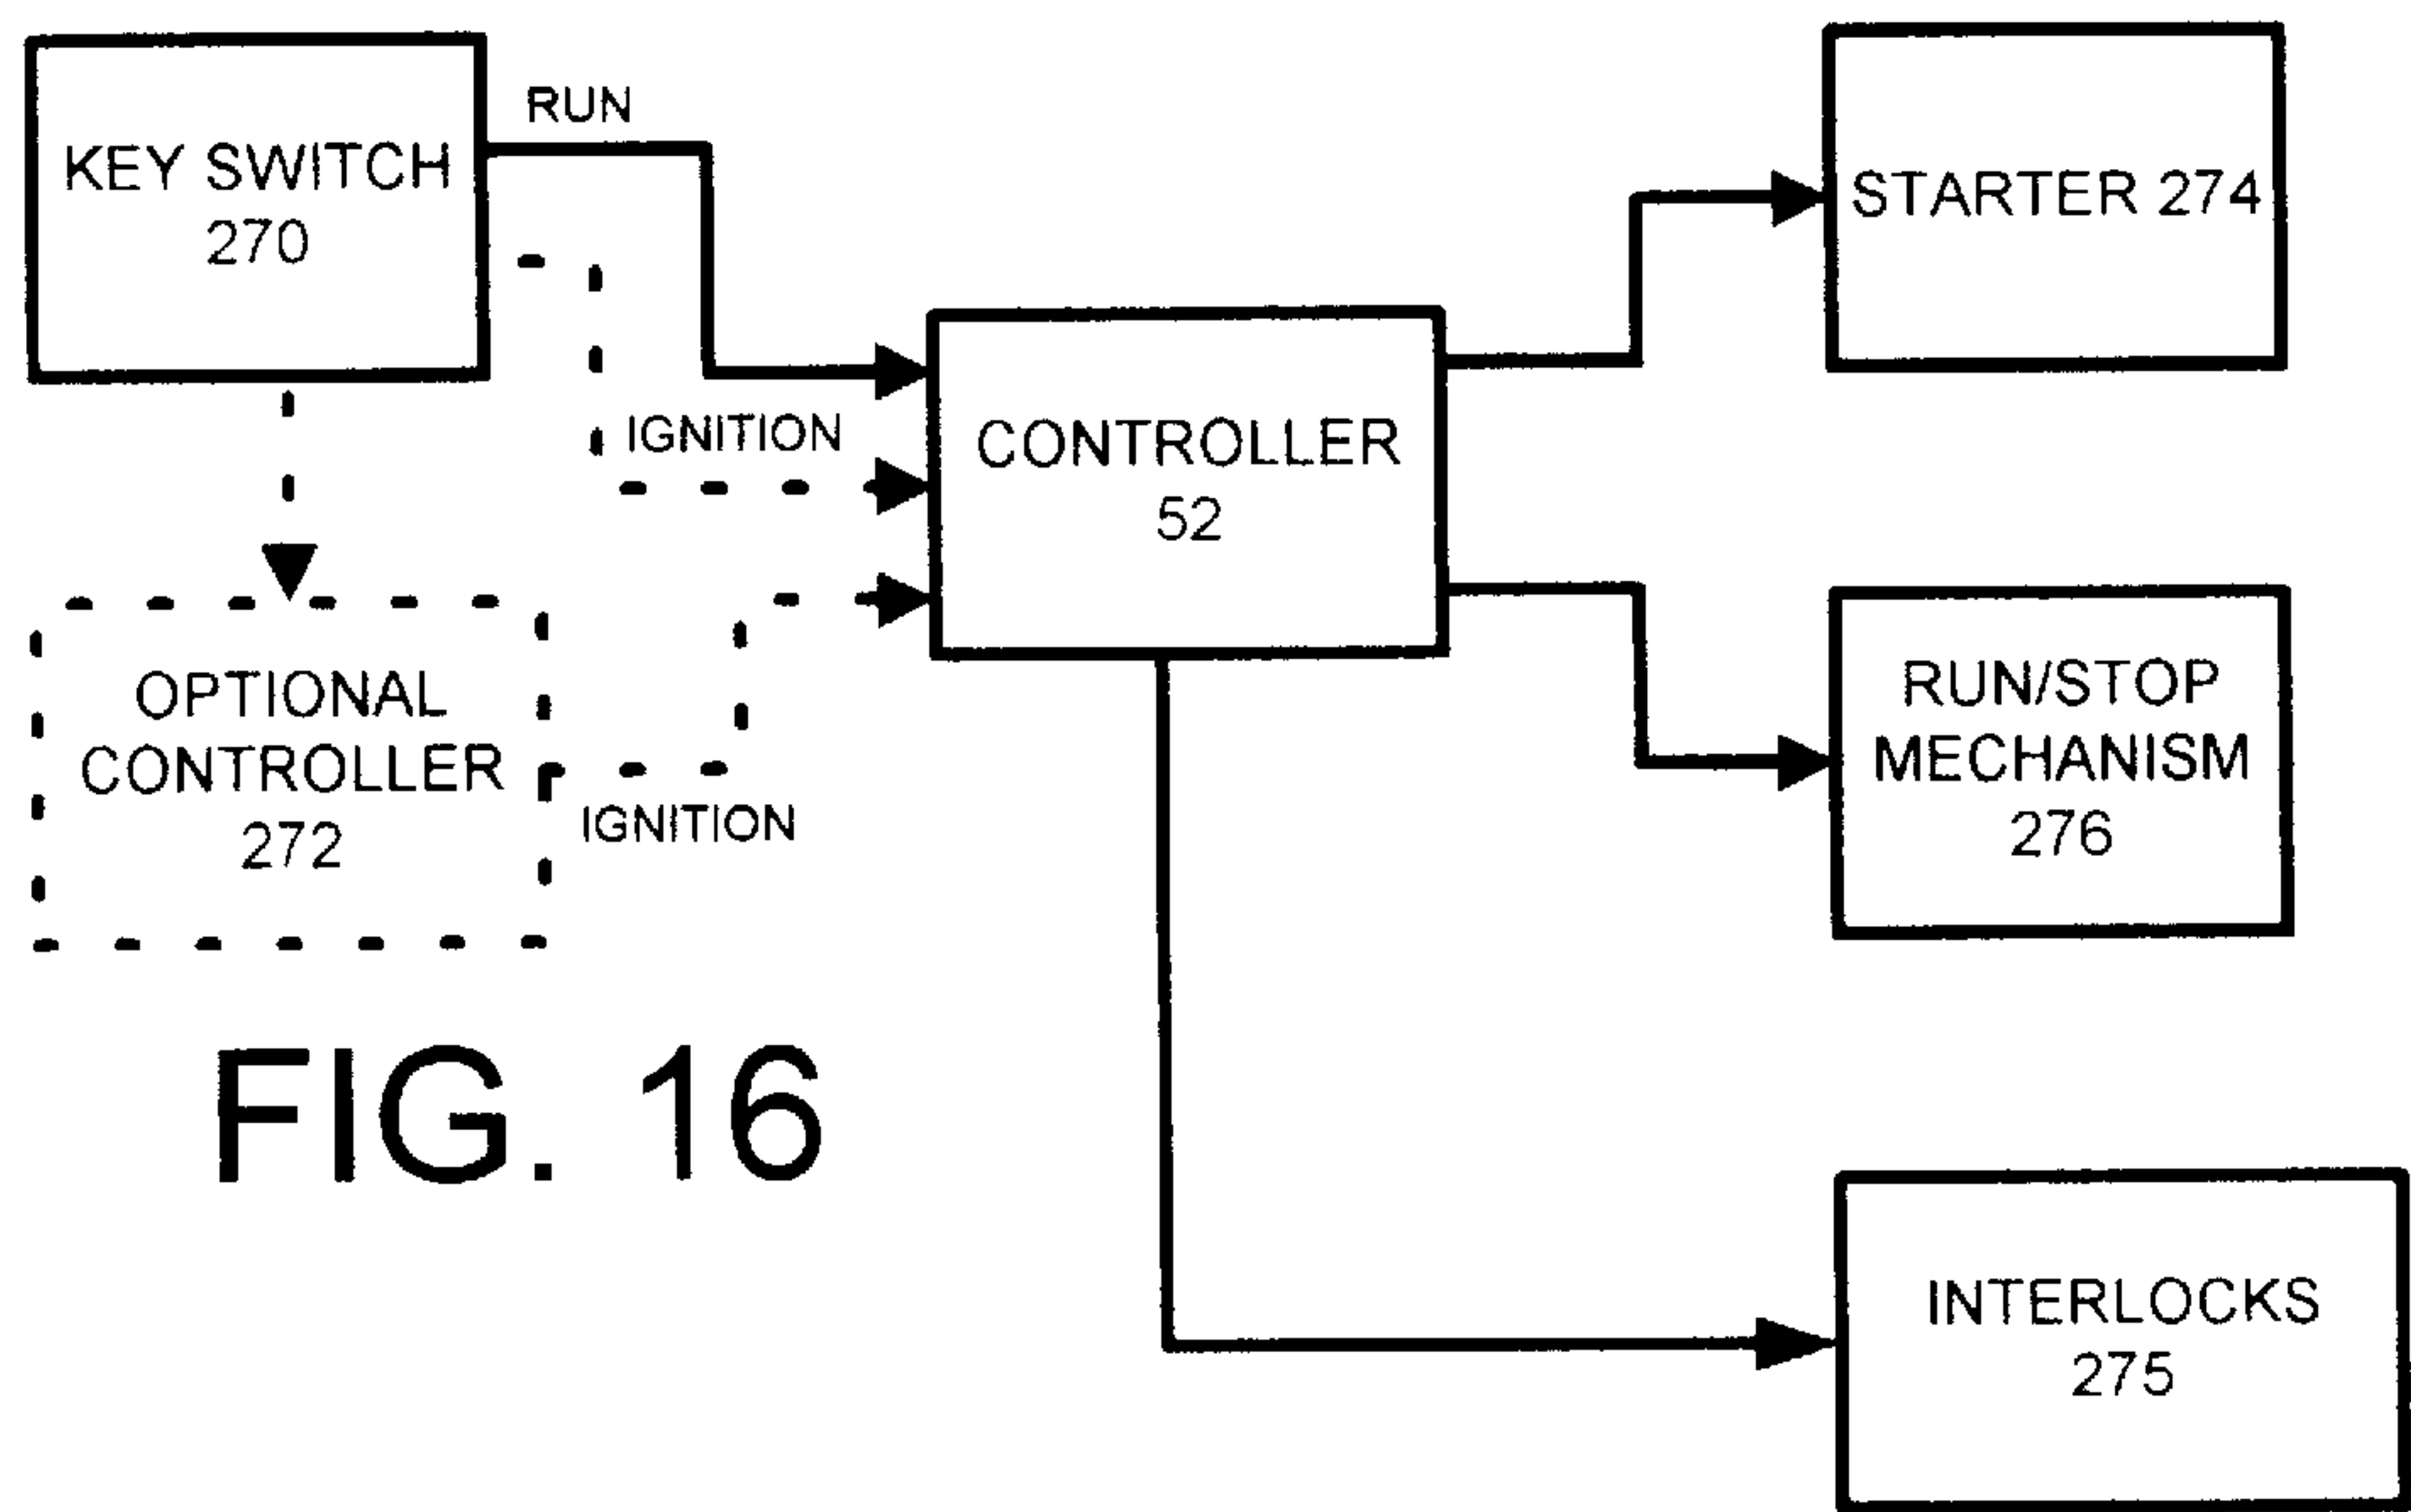 KEY SWITCH
270
RUN
STARTER 274
IGNITION
CONTROLLER
52
OPTIONAL
CONTROLLER
272
IGNITION
RUN/STOP
MECHANISM
276
FIG. 16
INTERLOCKS
275